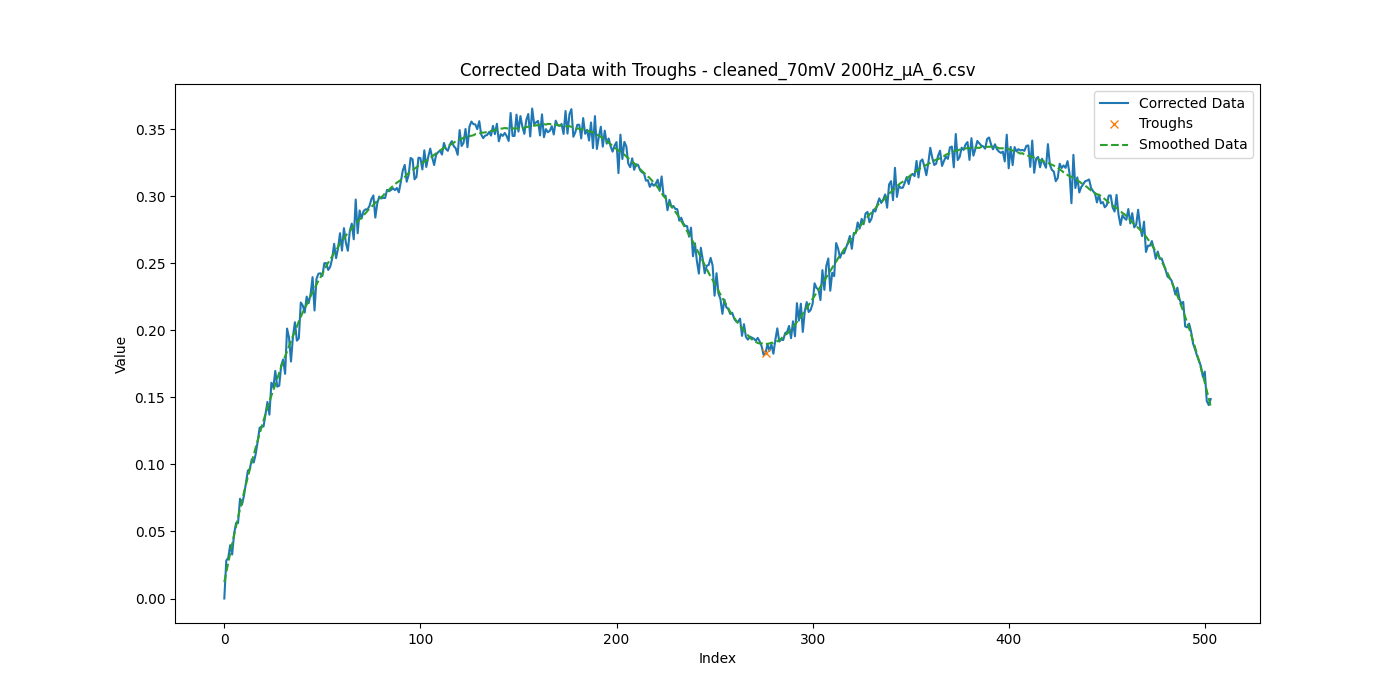 Corrected Data with Troughs - cleaned_70mV 200Hz_µA_6.csv
Corrected Data
Troughs
Smoothed Data
Value
0.35
0.30
0.25
0.20
0.15
0.10
0.05
0.00
0
100
200
300
400
500
Index